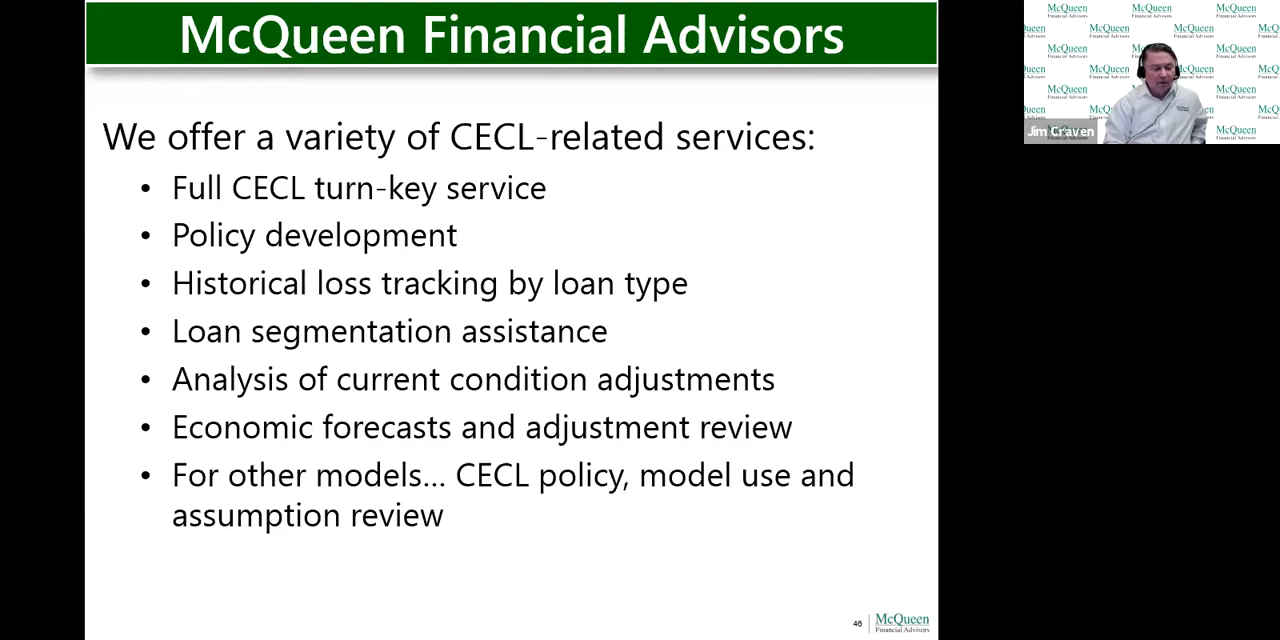 McQueen Financial Advisors
We offer a variety of CECL-related services:
• Full CECL turn-key service
• Policy development
• Historical loss tracking by loan type
• Loan segmentation assistance
• Analysis of current condition adjustments
• Economic forecasts and adjustment review
• For other models... CECL policy, model use and
assumption review
46
McQueen
Financial Advisors
Jim Craven